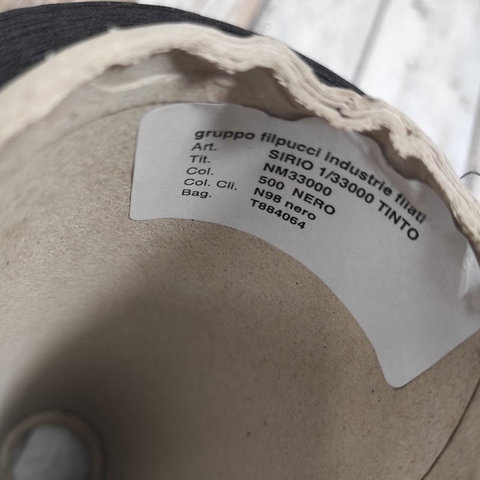 gruppo filpucci industrie filati
Art. SIRIO 1/33000 TINTO
Tit. NM33000
Col. 500 NERO
Col. Cli. N98 nero
Bag. T884064